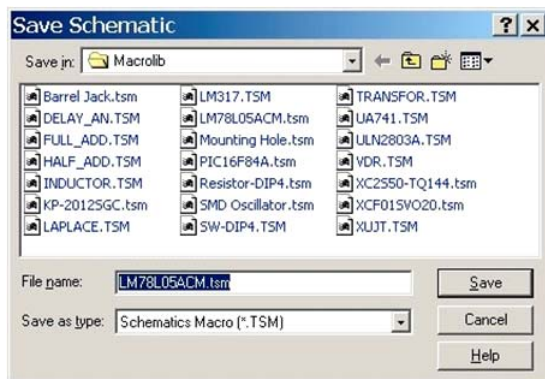 Save Schematic
Save in: Macrolib
Barrel Jack.tsm LM317.TSM TRANSFOR.TSM
DELAY_AN.TSM LM78L05ACM.tsm UA741.TSM
FULL_ADD.TSM Mounting Hole.tsm ULN2803A.TSM
HALF_ADD.TSM PIC16F84A.tsm VDR.TSM
INDUCTOR.TSM Resistor-DIP4.tsm XC2S50-TQ144.tsm
KP-2012SGC.tsm SMD Oscillator.tsm XCF01SVO20.tsm
LAPLACE.TSM SW-DIP4.TSM XUJT.TSM
File name: LM78L05ACM.tsm Save
Save as type: Schematics Macro (*.TSM) Cancel
Help